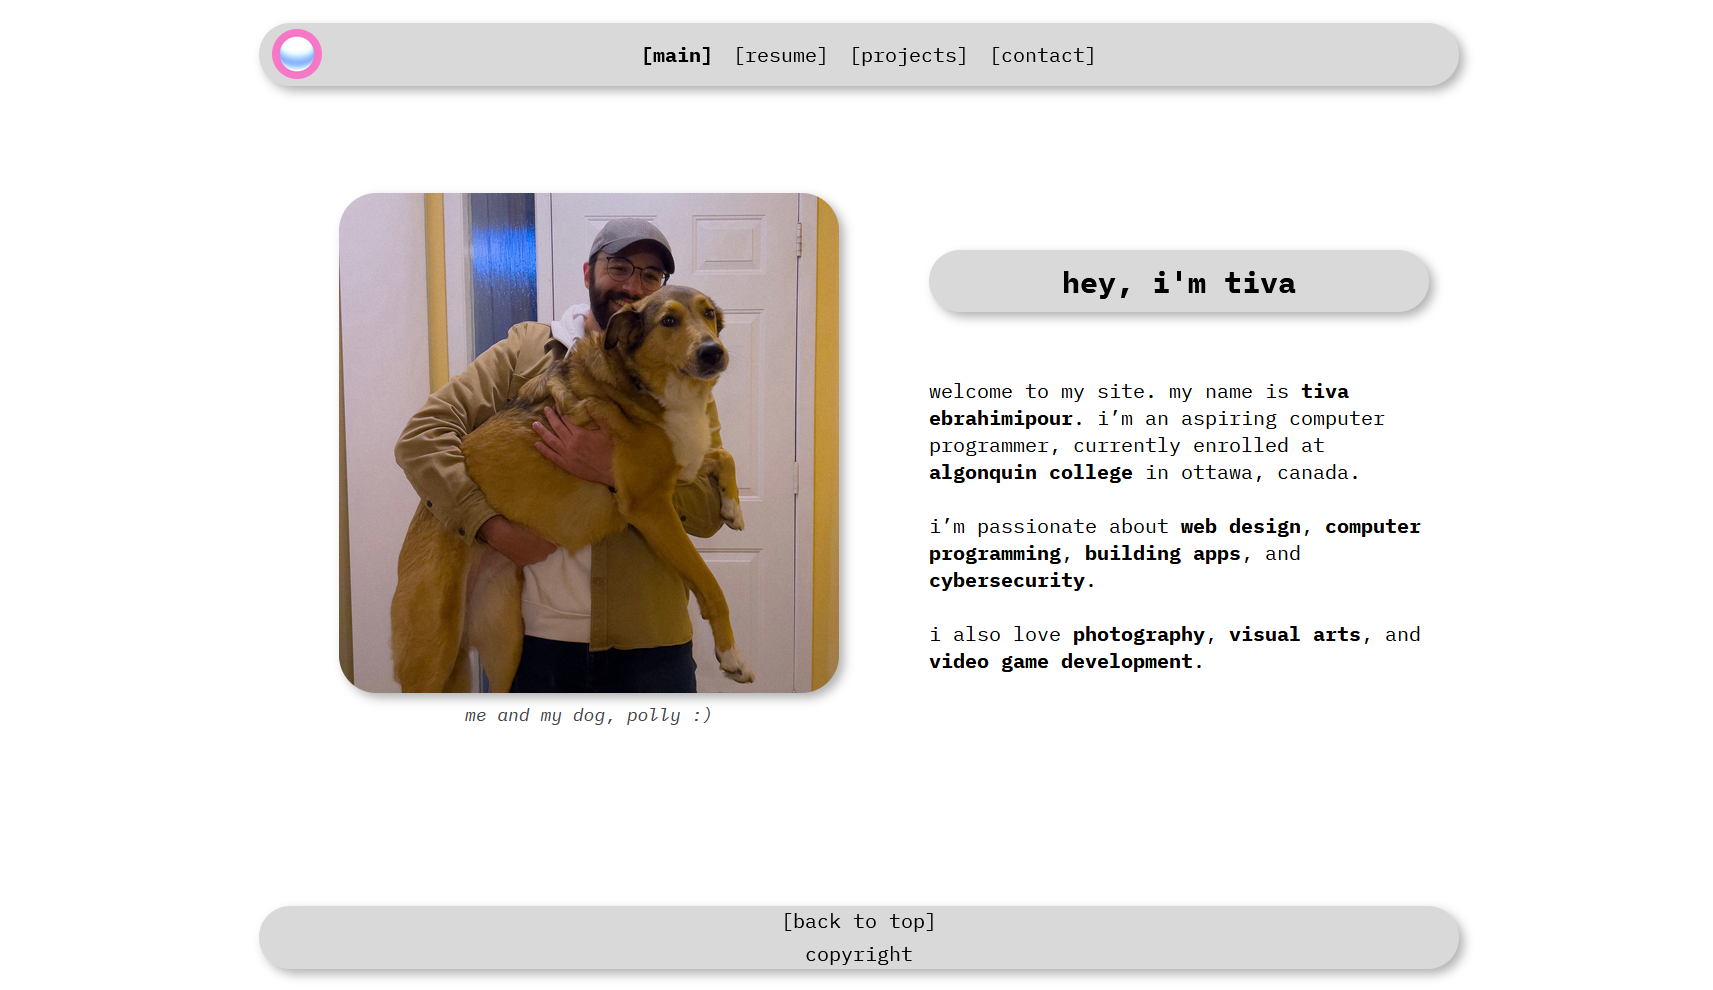 [main] [resume] [projects] [contact]
hey, i'm tiva
welcome to my site. my name is tiva
ebrahimipour. i’m an aspiring computer
programmer, currently enrolled at
algonquin college in ottawa, canada.
i’m passionate about web design, computer
programming, building apps, and
cybersecurity.
i also love photography, visual arts, and
video game development.
me and my dog, polly :)
[back to top]
copyright